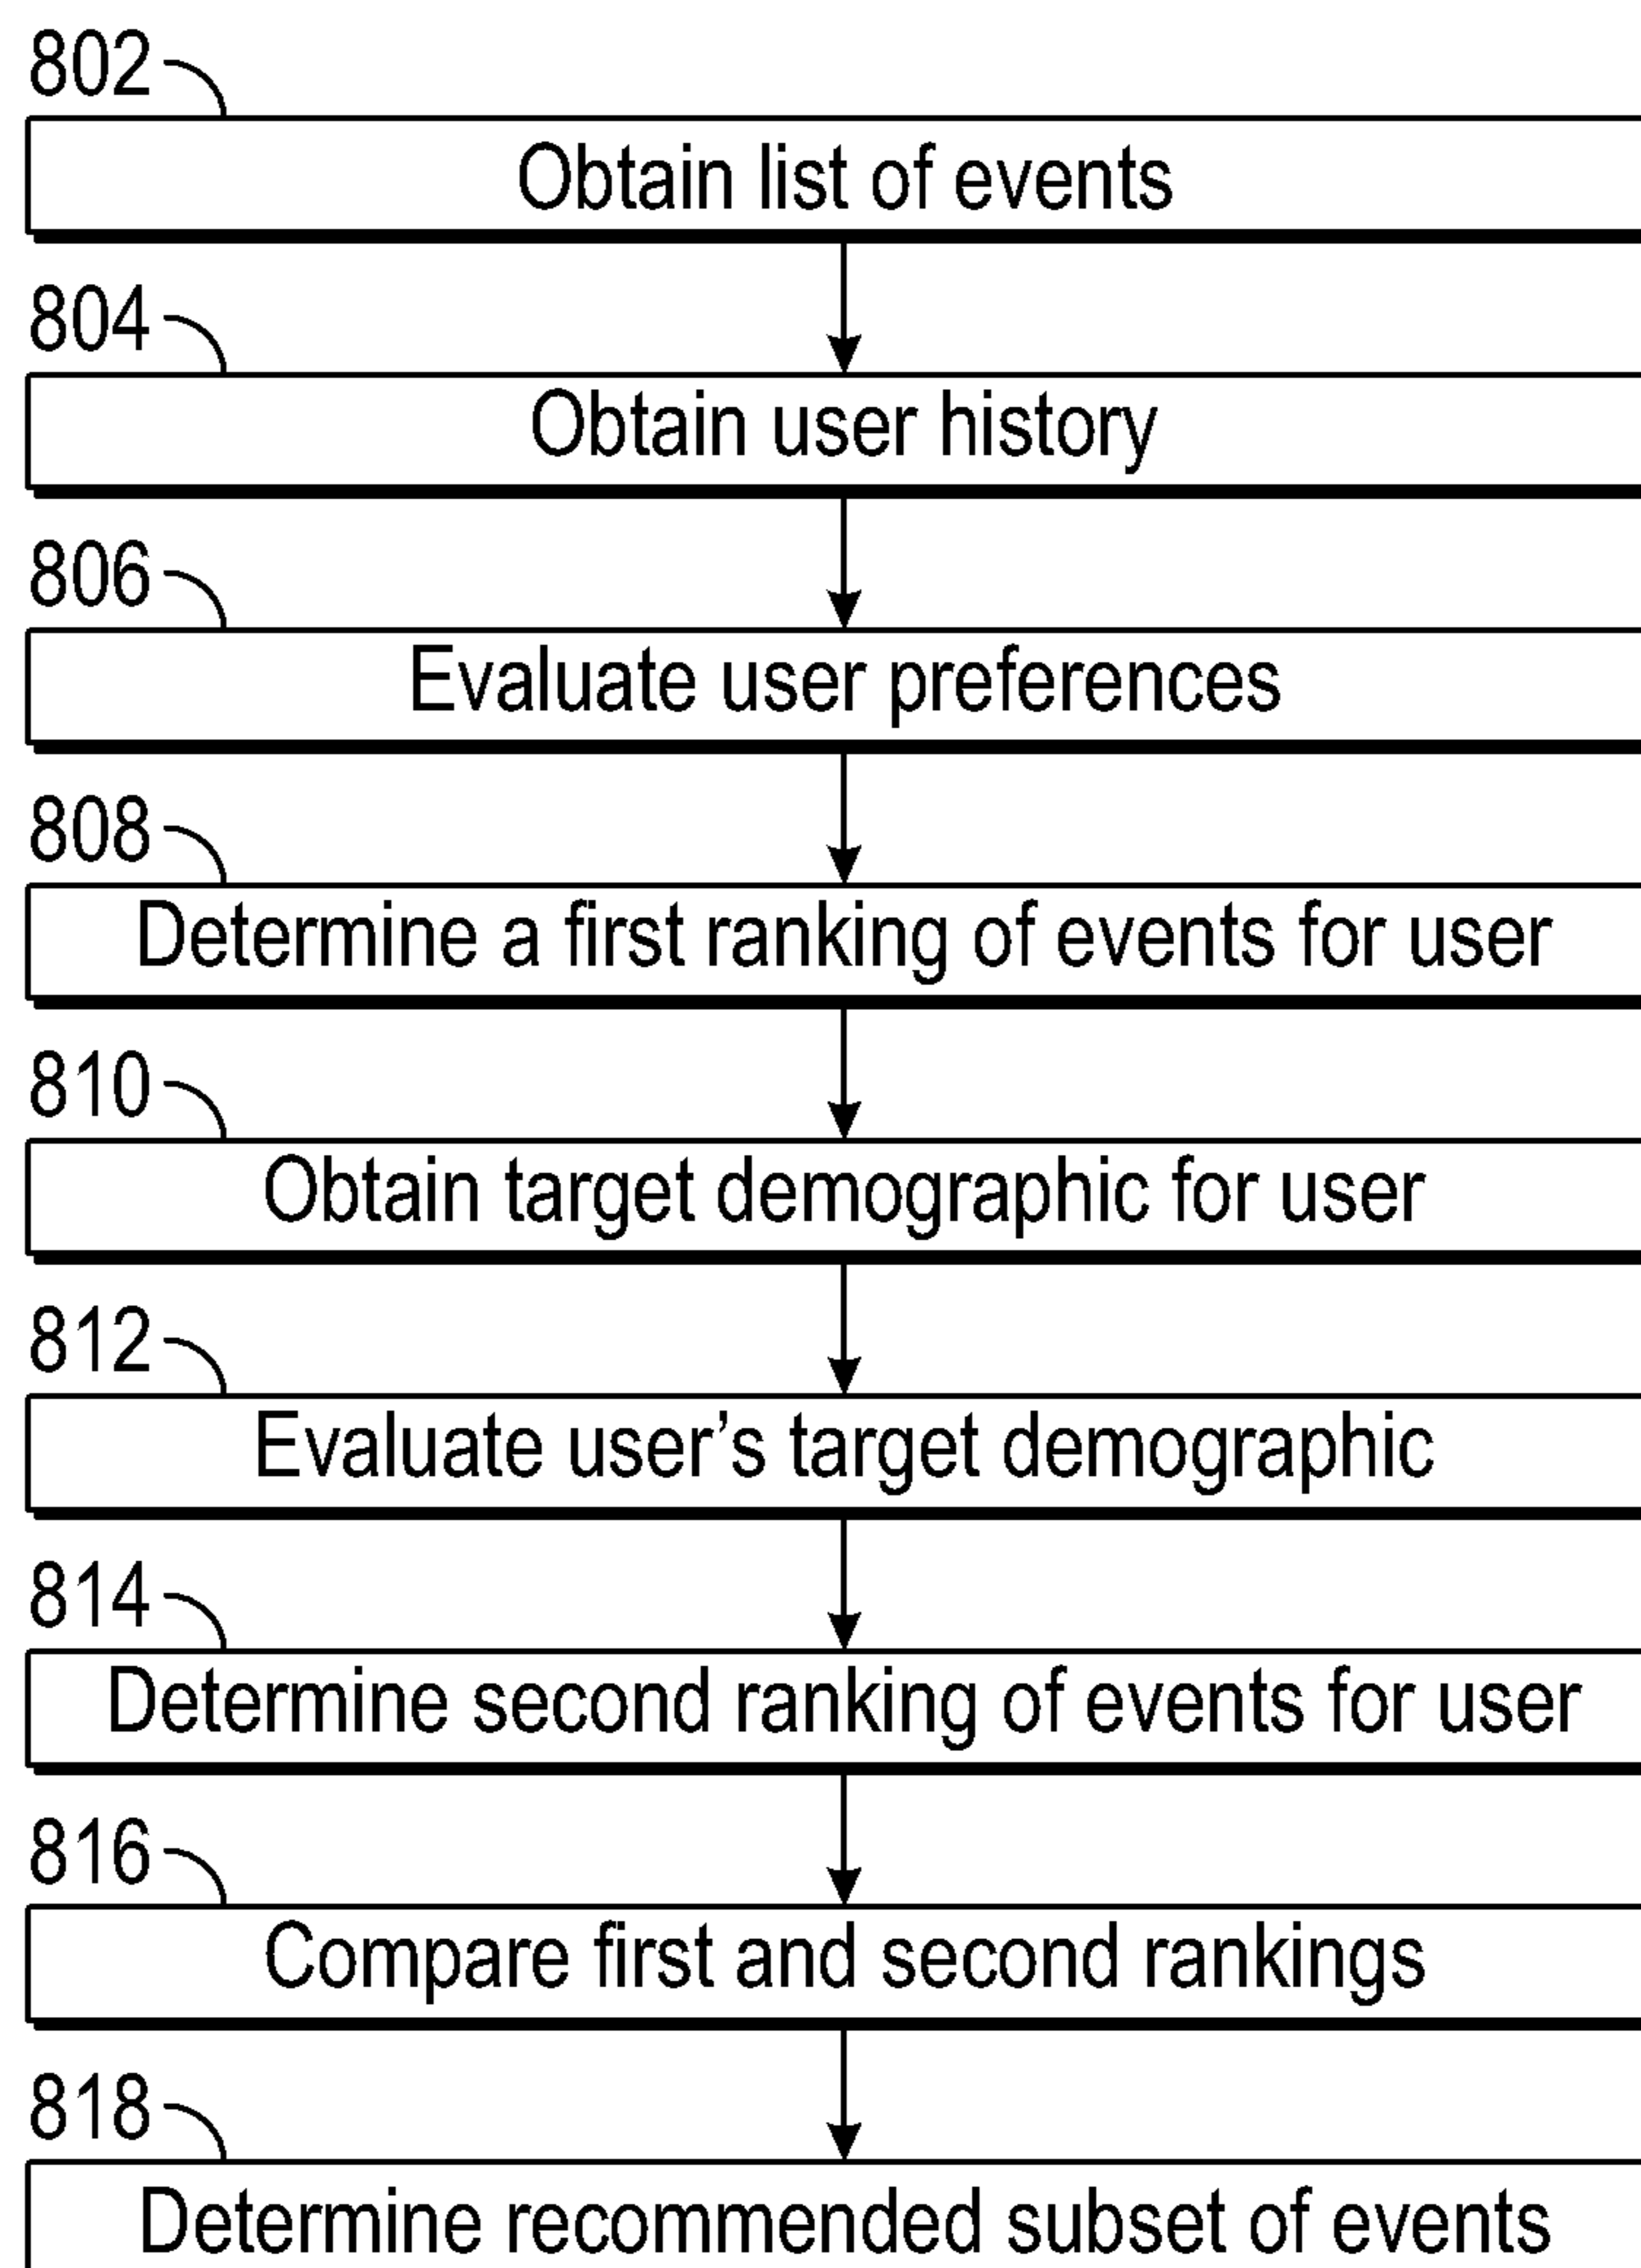 802
Obtain list of events
804
Obtain user history
806
Evaluate user preferences
808
Determine a first ranking of events for user
810
Obtain target demographic for user
812
Evaluate user’s target demographic
814
Determine second ranking of events for user
816
Compare first and second rankings
818
Determine recommended subset of events